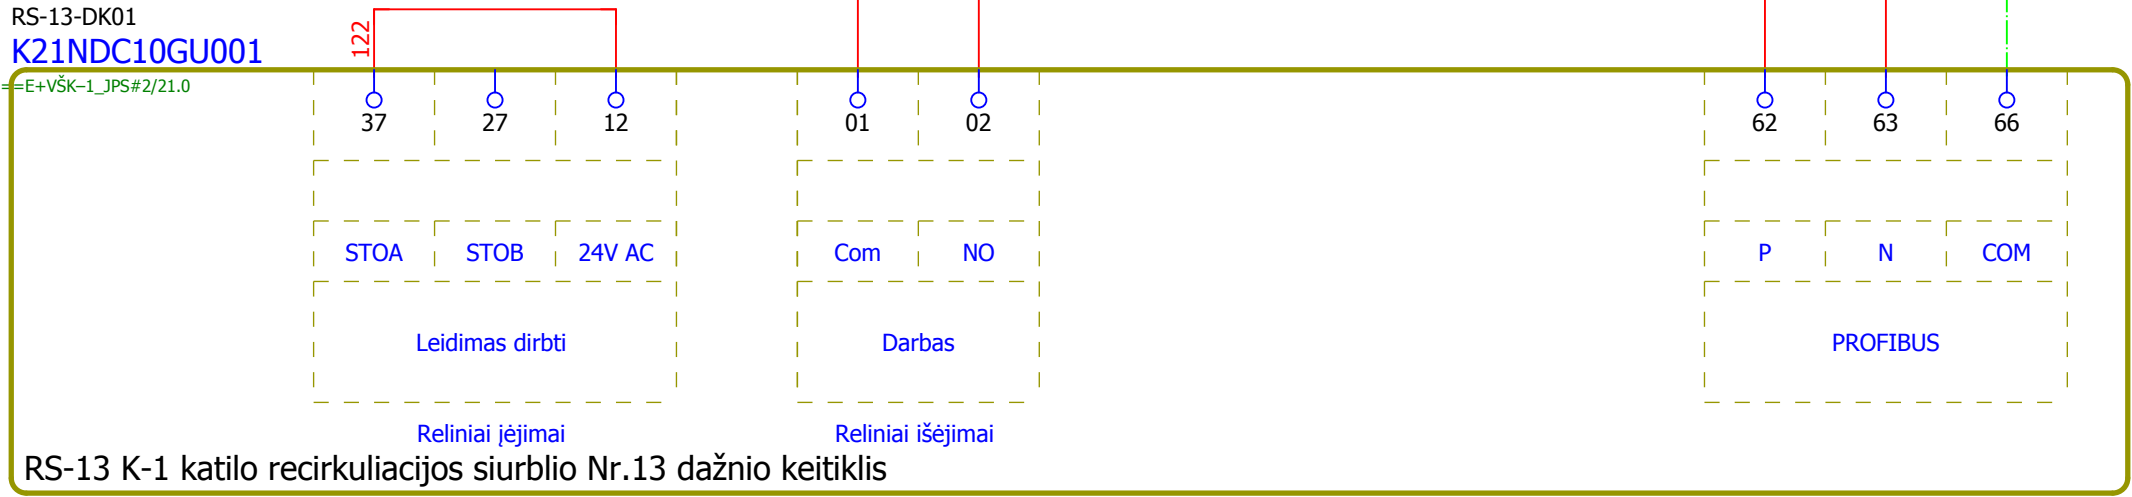 RS-13-DK01
K21NDC10GU001
==E+VŠK–1_JPS#2/21.0
122
37 27 12 01 02 62 63 66
STOA STOB 24V AC Com NO P N COM
Leidimas dirbti Darbas PROFIBUS
Reliniai įėjimai Reliniai išėjimai
RS-13 K-1 katilo recirkuliacijos siurblio Nr.13 dažnio keitiklis